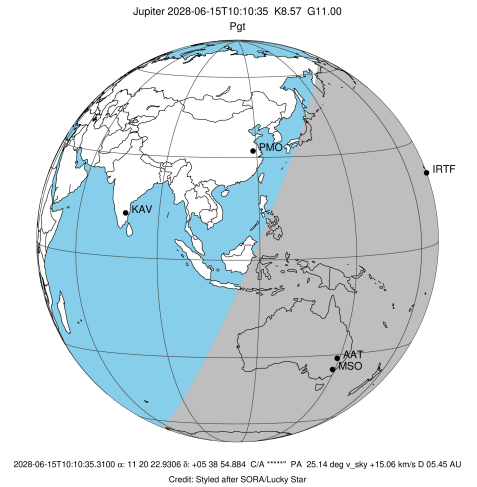 Jupiter 2028-06-15T10:10:35 K8.57 G11.00
Pgt
PMO
IRTF
KAV
AAT
MSO
2028-06-15T10:10:35.3100 α: 11 20 22.9306 δ: +05 38 54.884 C/A *****" PA 25.14 deg v_sky +15.06 km/s D 05.45 AU
Credit: Styled after SORA/Lucky Star